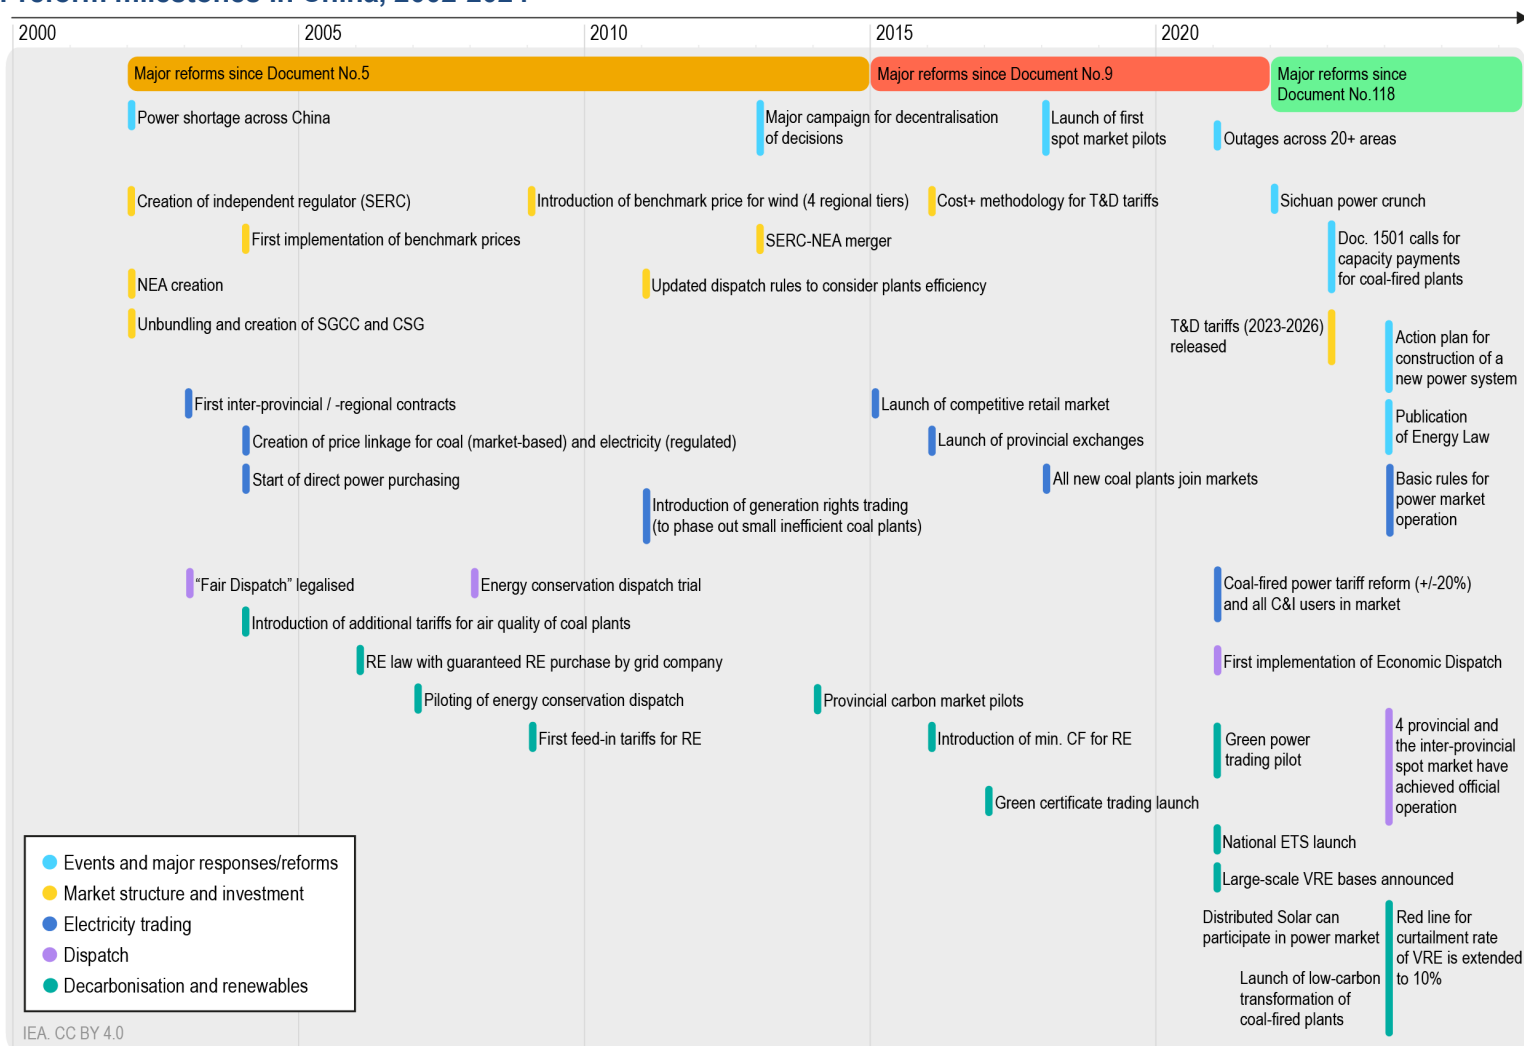 reform milestones in China, 2002-2024
2000
2005
2010
2015
2020
Major reforms since Document No.5
Major reforms since Document No.9
Major reforms since
Document No.118
Power shortage across China
Major campaign for decentralisation
of decisions
Launch of first
spot market pilots
Outages across 20+ areas
Creation of independent regulator (SERC)
Introduction of benchmark price for wind (4 regional tiers)
Cost+ methodology for T&D tariffs
Sichuan power crunch
First implementation of benchmark prices
SERC-NEA merger
Doc. 1501 calls for
capacity payments
for coal-fired plants
NEA creation
Updated dispatch rules to consider plants efficiency
Unbundling and creation of SGCC and CSG
T&D tariffs (2023-2026)
released
Action plan for
construction of a
new power system
First inter-provincial / -regional contracts
Launch of competitive retail market
Publication
of Energy Law
Creation of price linkage for coal (market-based) and electricity (regulated)
Launch of provincial exchanges
Start of direct power purchasing
All new coal plants join markets
Basic rules for
power market
operation
Introduction of generation rights trading
(to phase out small inefficient coal plants)
“Fair Dispatch” legalised
Energy conservation dispatch trial
Coal-fired power tariff reform (+/-20%)
and all C&I users in market
Introduction of additional tariffs for air quality of coal plants
RE law with guaranteed RE purchase by grid company
First implementation of Economic Dispatch
Piloting of energy conservation dispatch
Provincial carbon market pilots
First feed-in tariffs for RE
Introduction of min. CF for RE
Green power
trading pilot
4 provincial and
the inter-provincial
spot market have
achieved official
operation
Green certificate trading launch
National ETS launch
Large-scale VRE bases announced
Distributed Solar can
participate in power market
Red line for
curtailment rate
of VRE is extended
to 10%
Launch of low-carbon
transformation of
coal-fired plants
Events and major responses/reforms
Market structure and investment
Electricity trading
Dispatch
Decarbonisation and renewables
IEA. CC BY 4.0